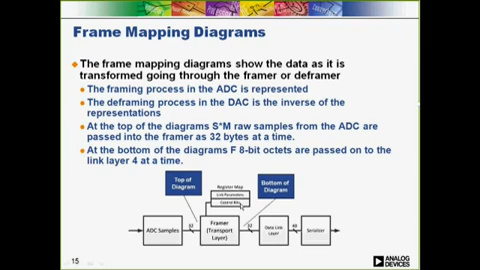 Frame Mapping Diagrams
The frame mapping diagrams show the data as it is
transformed going through the framer or deframer
The framing process in the ADC is represented
The deframing process in the DAC is the inverse of the
representations
At the top of the diagrams S*M raw samples from the ADC are
passed into the framer as 32 bytes at a time.
At the bottom of the diagrams F 8-bit octets are passed on to the
link layer 4 at a time.
Top of
Diagram
Register Map
Link Parameters
Control Bits
Bottom of
Diagram
ADC Samples
32
Framer
(Transport
Layer)
32
Data Link
Layer
40
Serializer
15
ANALOG
DEVICES